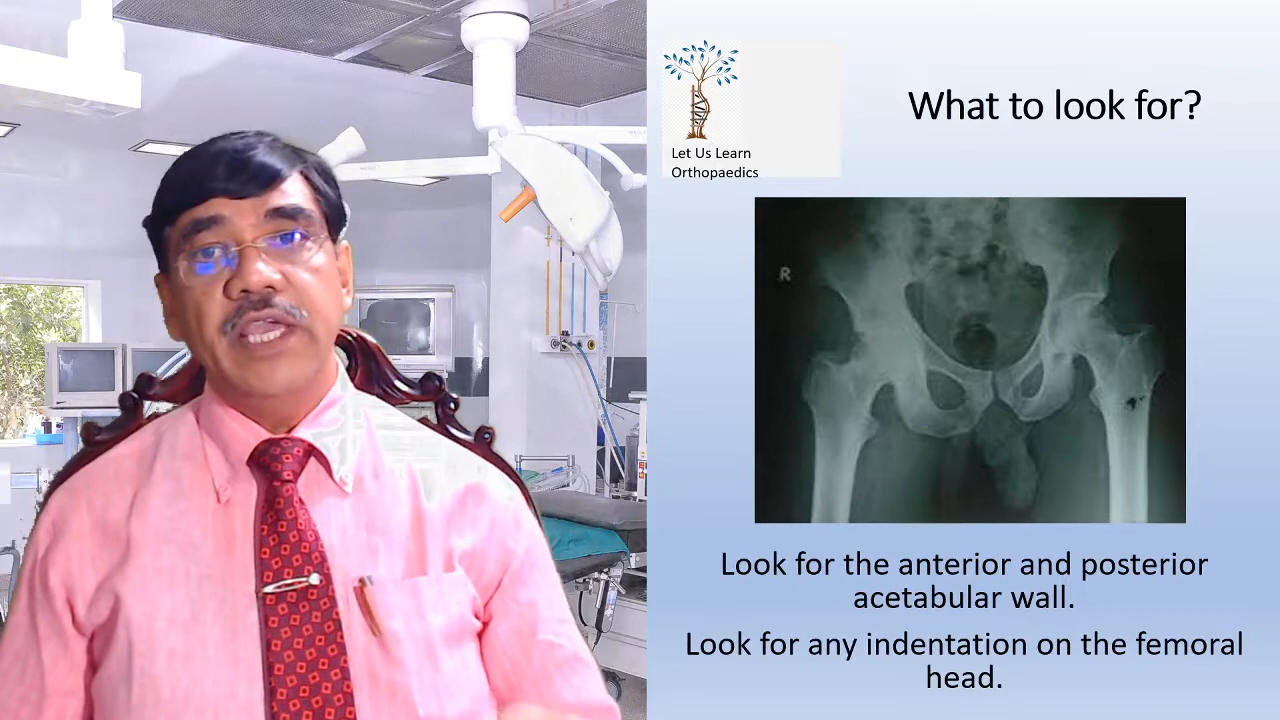 Let Us Learn
Orthopaedics
What to look for?
R
Look for the anterior and posterior
acetabular wall.
Look for any indentation on the femoral
head.